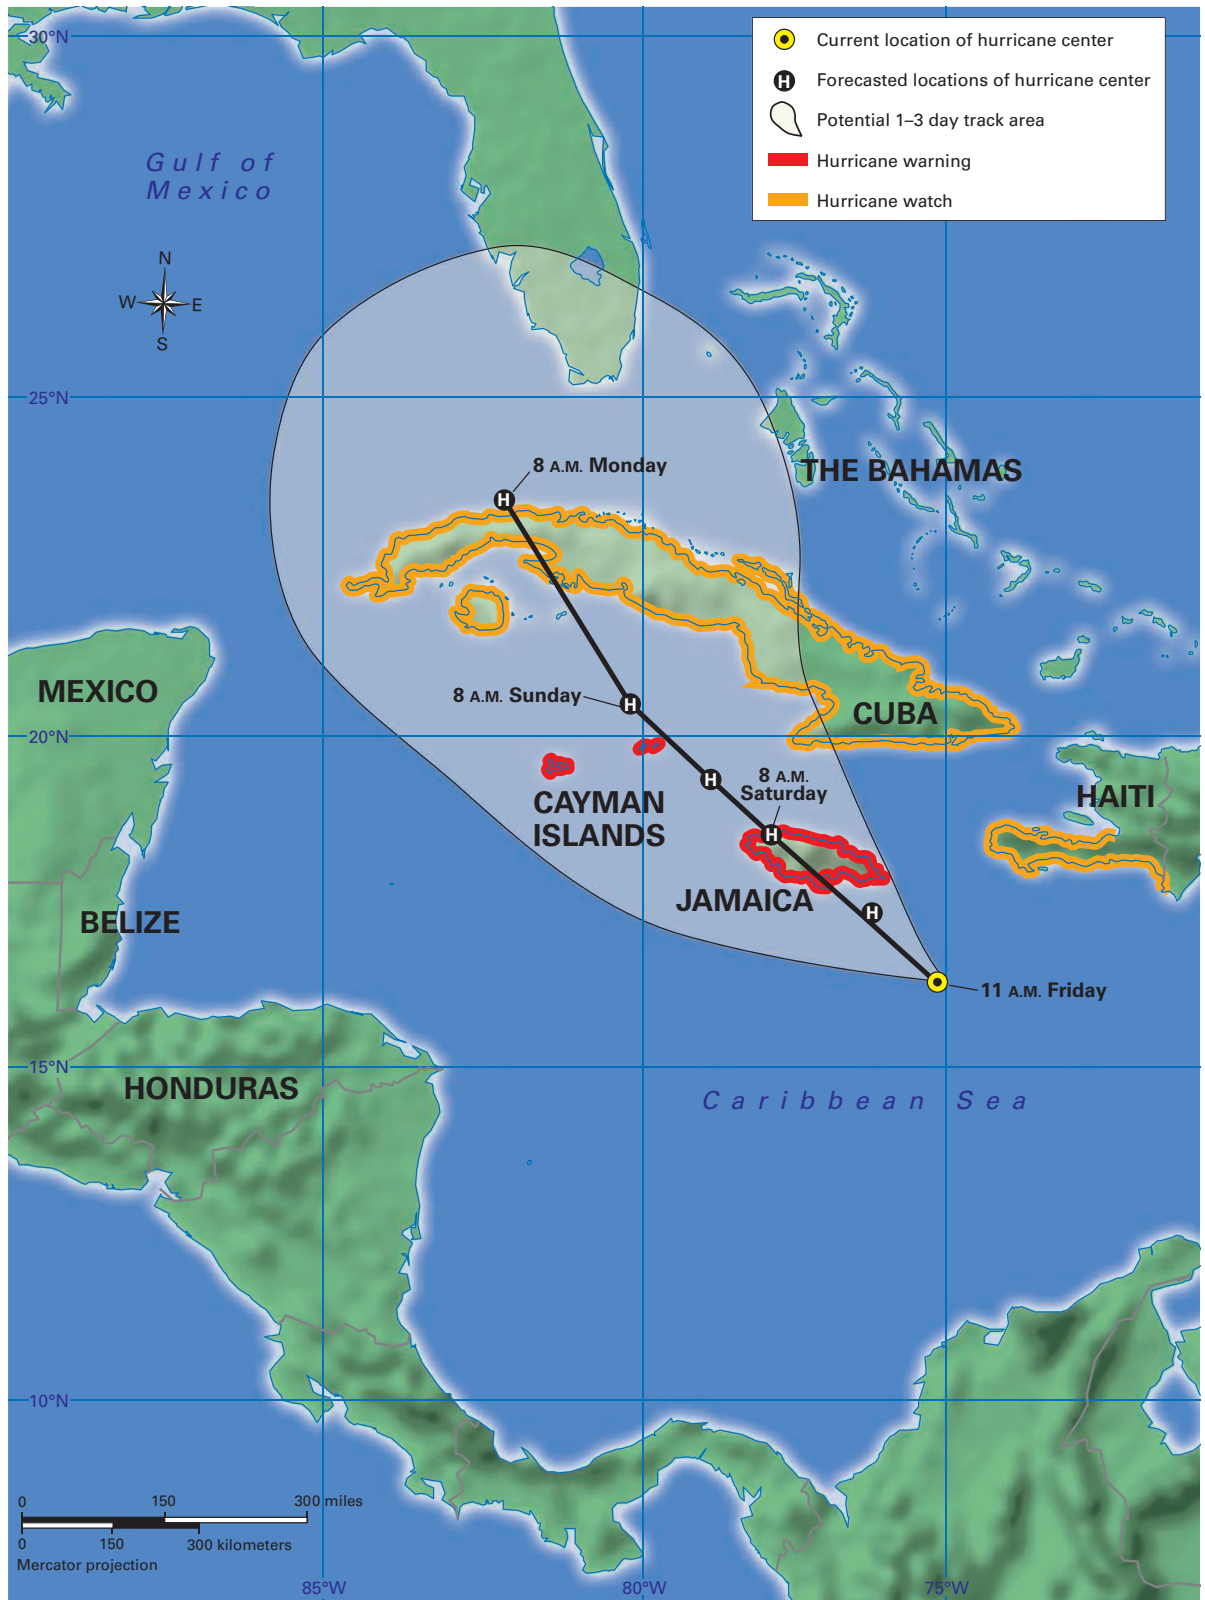 30°N
Current location of hurricane center
H
Forecasted locations of hurricane center
Potential 1–3 day track area
Hurricane warning
Hurricane watch
Gulf of
Mexico
N
W
E
S
25°N
8 A.M. Monday
H
THE BAHAMAS
MEXICO
8 A.M. Sunday
H
CUBA
20°N
H
8 A.M.
Saturday
HAITI
CAYMAN
ISLANDS
H
JAMAICA
H
BELIZE
11 A.M. Friday
15°N
HONDURAS
Caribbean Sea
10°N
0 150 300 miles
0 150 300 kilometers
Mercator projection
85°W
80°W
75°W